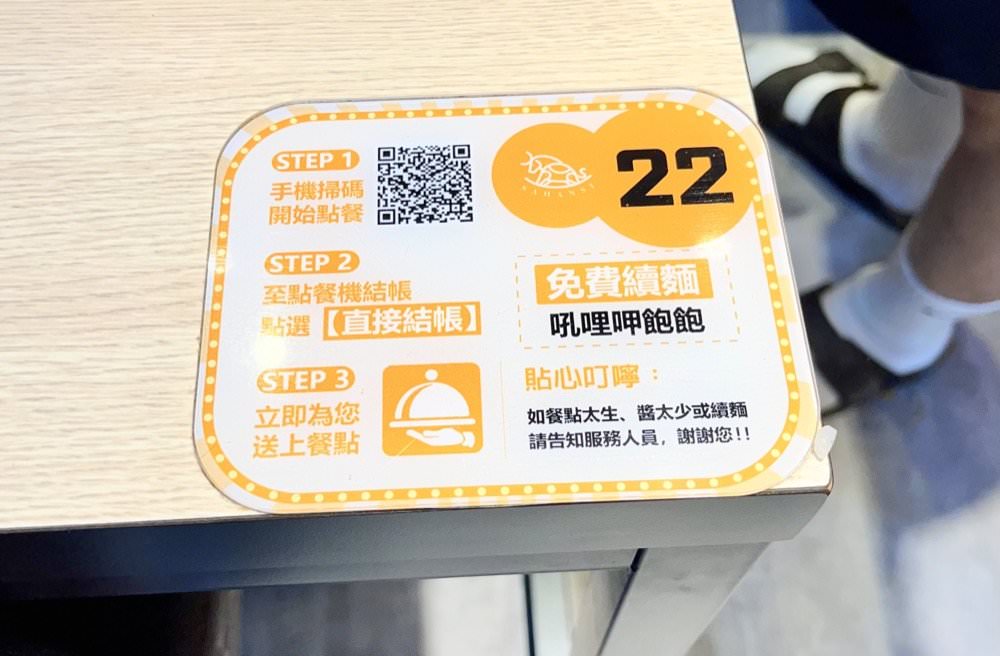 STEP 1
手機掃碼
開始點餐
22
STEP 2
至點餐機結帳
點選【直接結帳】
免費續麵
吼哩呷飽飽
STEP 3
立即為您
送上餐點
貼心叮嚀：
如餐點太生、醬太少或續麵
請告知服務人員，謝謝您!!